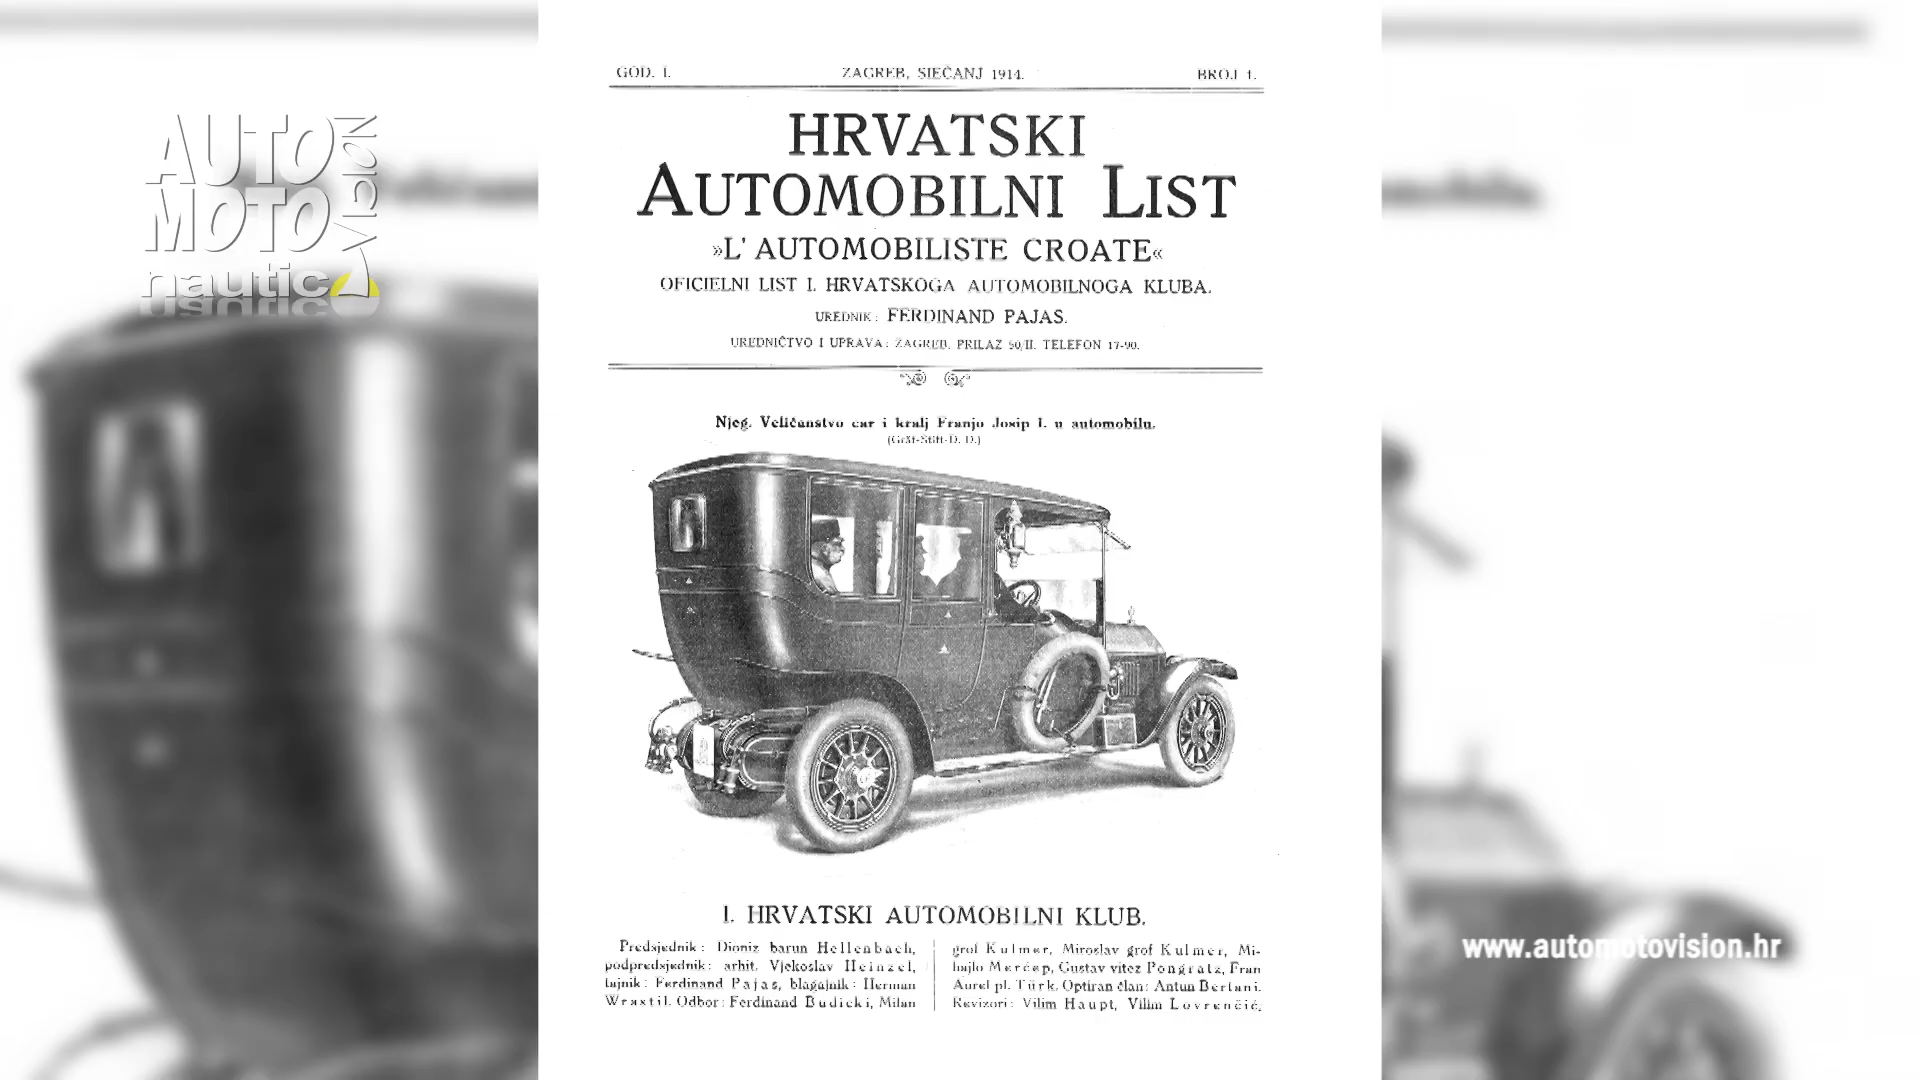 AUTO
MOTO
VISION
nautic
GOD. I. ZAGREB, SIEČANJ 1914. BROJ 1.
HRVATSKI
AUTOMOBILNI LIST
»L' AUTOMOBILISTE CROATE«
OFICIELNI LIST I. HRVATSKOGA AUTOMOBILNOGA KLUBA.
UREDNIK: FERDINAND PAJAS.
UREDNIČTVO I UPRAVA: ZAGREB, PRILAZ 50/II. TELEFON 17-90.
Njeg. Veličanstvo car i kralj Franjo Josip I. u automobilu.
(Gräf-Stift-D. D.)
I. HRVATSKI AUTOMOBILNI KLUB.
Predsjednik: Dioniz barun Hellenbach,
podpredsjednik: arhit. Vjekoslav Heinzel,
tajnik: Ferdinand Pajas, blagajnik: Herman
Wrastil. Odbor: Ferdinand Budicki, Milan
grof Kulmer, Miroslav grof Kulmer, Mi-
hajlo Merćep, Gustav vitez Pongratz, Fran
Aurel pl. Türk. Optiran član: Antun Bertani.
Revizori: Vilim Haupt, Vilim Lovrenčić.
www.automotovision.hr